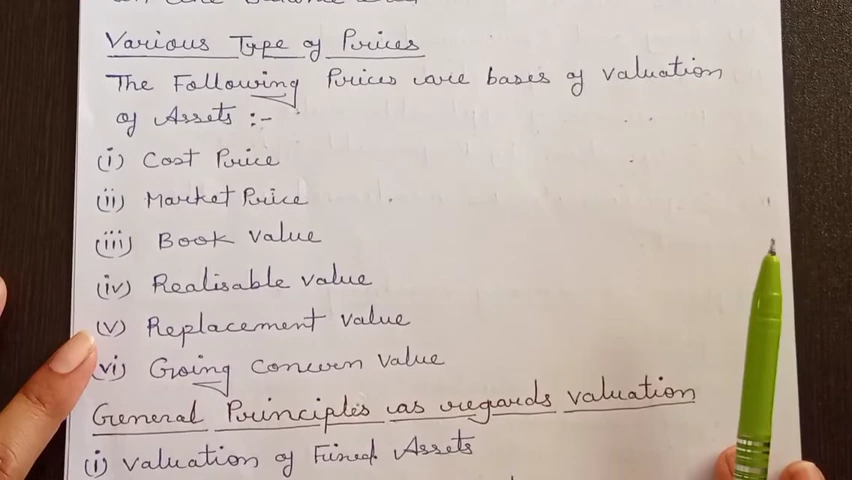 Various Type of Prices
The Following Prices are bases of valuation
of Assets :-
(i) Cost Price
(ii) Market Price
(iii) Book Value
(iv) Realisable value
(v) Replacement value
(vi) Going Concern Value
General Principles as regards valuation
(i) Valuation of Fixed Assets